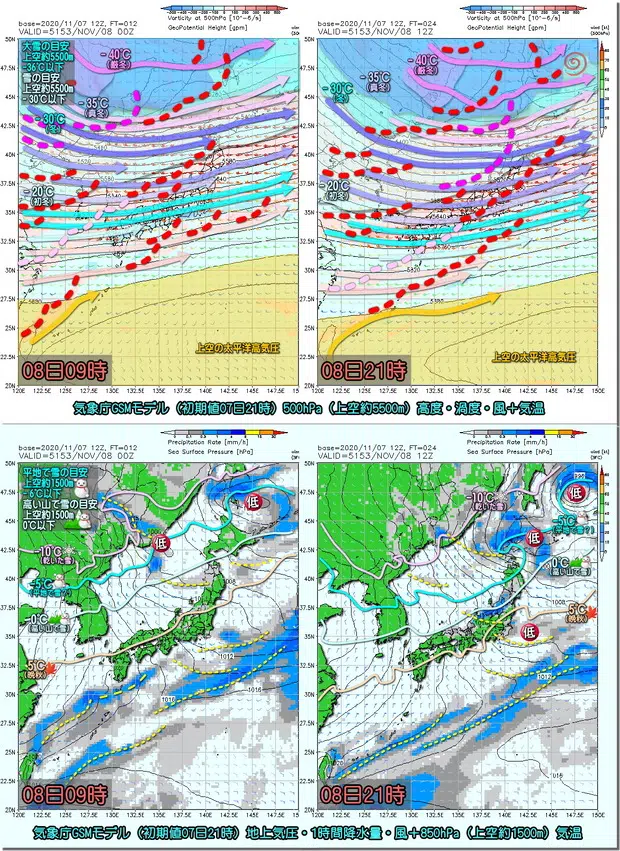 base=2020/11/07 12Z, FT=012
VALID=5153/NOV/08 00Z
Vorticity at 500hPa [10^-6/s]
GeoPotential Height [gpm]
大雪の目安
上空約5500m
-36℃以下
雪の目安
上空約5500m
-30℃以下
-40℃
(厳冬)
-35℃
(真冬)
-30℃
(冬)
-20℃
(初冬)
上空の太平洋高気圧
08日09時
base=2020/11/07 12Z, FT=024
VALID=5153/NOV/08 12Z
Vorticity at 500hPa [10^-6/s]
GeoPotential Height [gpm]
-40℃
(厳冬)
-35℃
(真冬)
-30℃
(冬)
-20℃
(初冬)
上空の太平洋高気圧
08日21時
気象庁GSMモデル（初期値07日21時）500hPa（上空約5500m）高度・渦度・風＋気温
base=2020/11/07 12Z, FT=012
VALID=5153/NOV/08 00Z
Precipitation Rate [mm/h]
Sea Surface Pressure [hPa]
平地で雪の目安
上空約1500m
-6℃以下
高い山で雪の目安
上空約1500m
0℃以下
低
低
-10℃
(乾いた雪)
-5℃
(平地で雪?)
0℃
(高い山で雪)
5℃
(晩秋)
1008
1012
1016
1016
08日09時
base=2020/11/07 12Z, FT=024
VALID=5153/NOV/08 12Z
Precipitation Rate [mm/h]
Sea Surface Pressure [hPa]
-10℃
(乾いた雪)
低
-5℃
(平地で雪?)
低
0℃
(高い山で雪)
5℃
(晩秋)
低
1008
1012
1016
08日21時
気象庁GSMモデル（初期値07日21時）地上気圧・1時間降水量・風＋850hPa（上空約1500m）気温